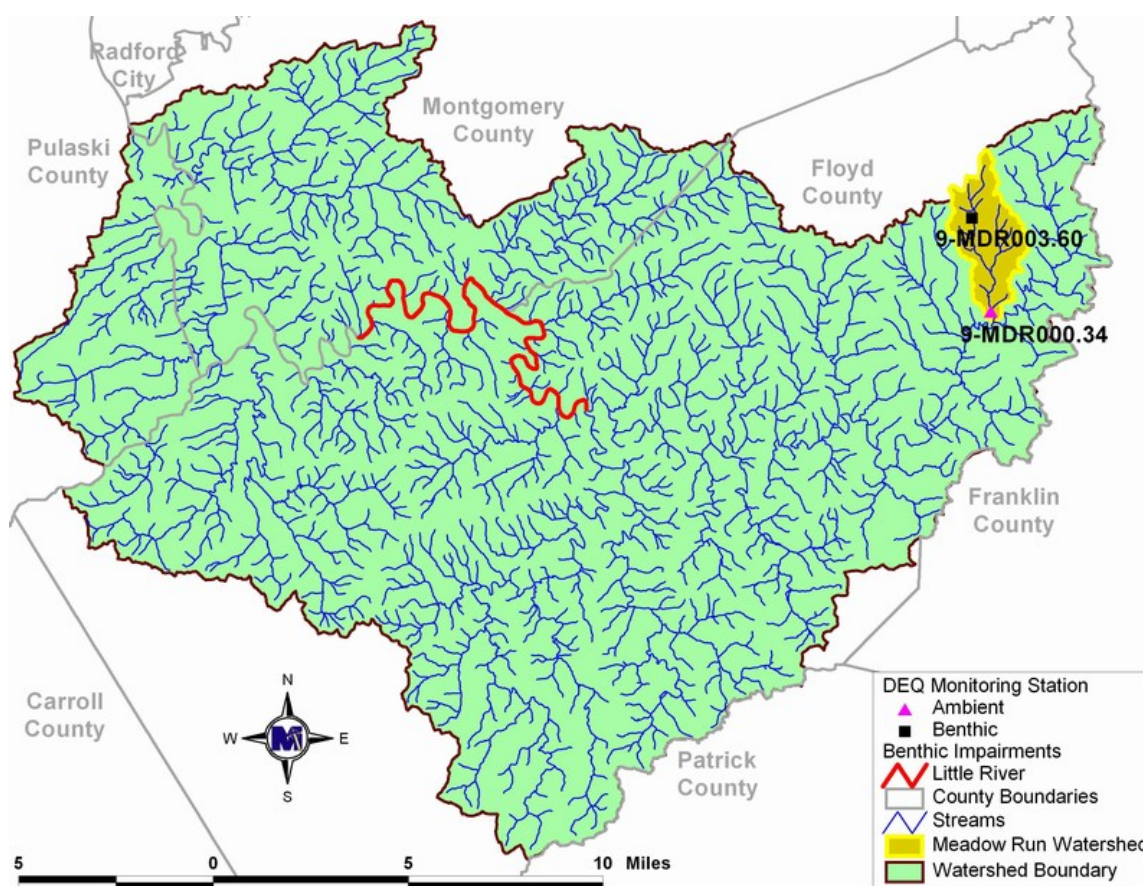 Radford
City
Montgomery
County
Pulaski
County
Floyd
County
9-MDR003.60
9-MDR000.34
Franklin
County
Carroll
County
Patrick
County
N
W
M
E
S
5
0
5
10
Miles
DEQ Monitoring Station
Ambient
Benthic
Benthic Impairments
Little River
County Boundaries
Streams
Meadow Run Watershed
Watershed Boundary